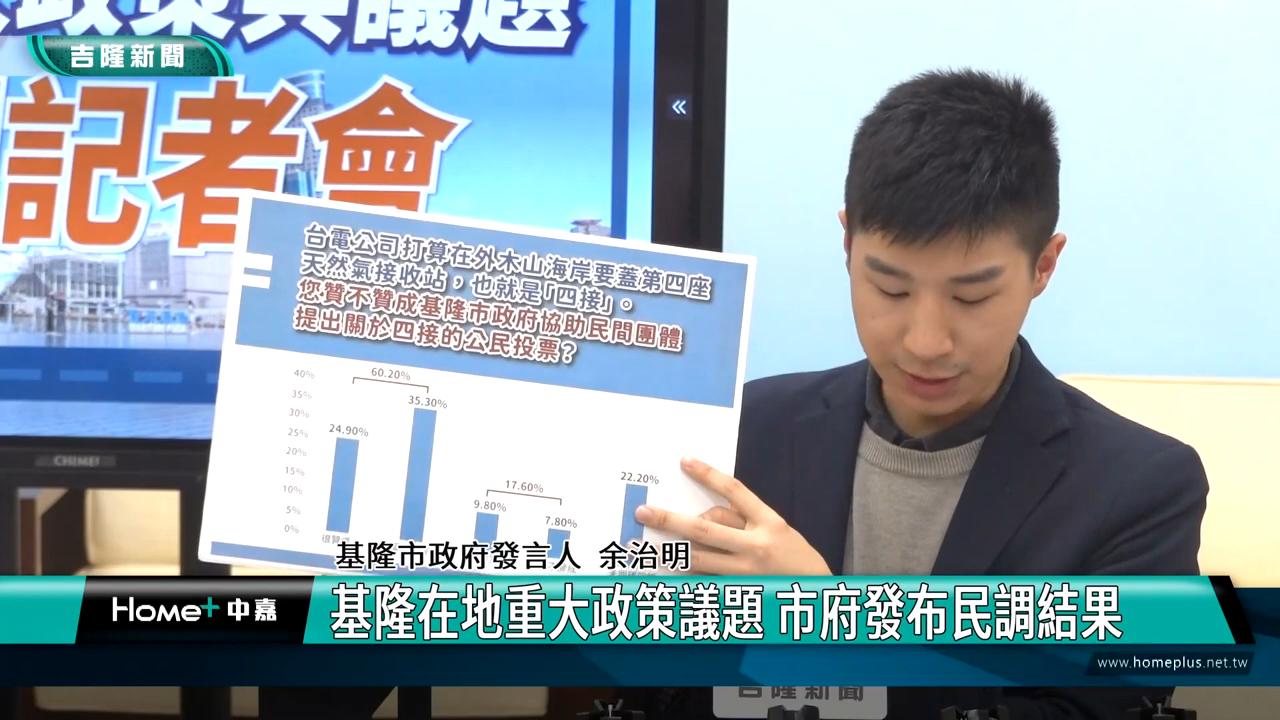 政策與議題
吉隆新聞
記者會
台電公司打算在外木山海岸要蓋第四座
天然氣接收站，也就是「四接」。
您贊不贊成基隆市政府協助民間團體
提出關於四接的公民投票？
40%
35%
30%
25%
20%
15%
10%
5%
0%
60.20%
24.90%
35.30%
17.60%
9.80%
7.80%
22.20%
CHIMEI
基隆市政府發言人 余治明
Home+中嘉
基隆在地重大政策議題 市府發布民調結果
www.homeplus.net.tw
吉隆新聞